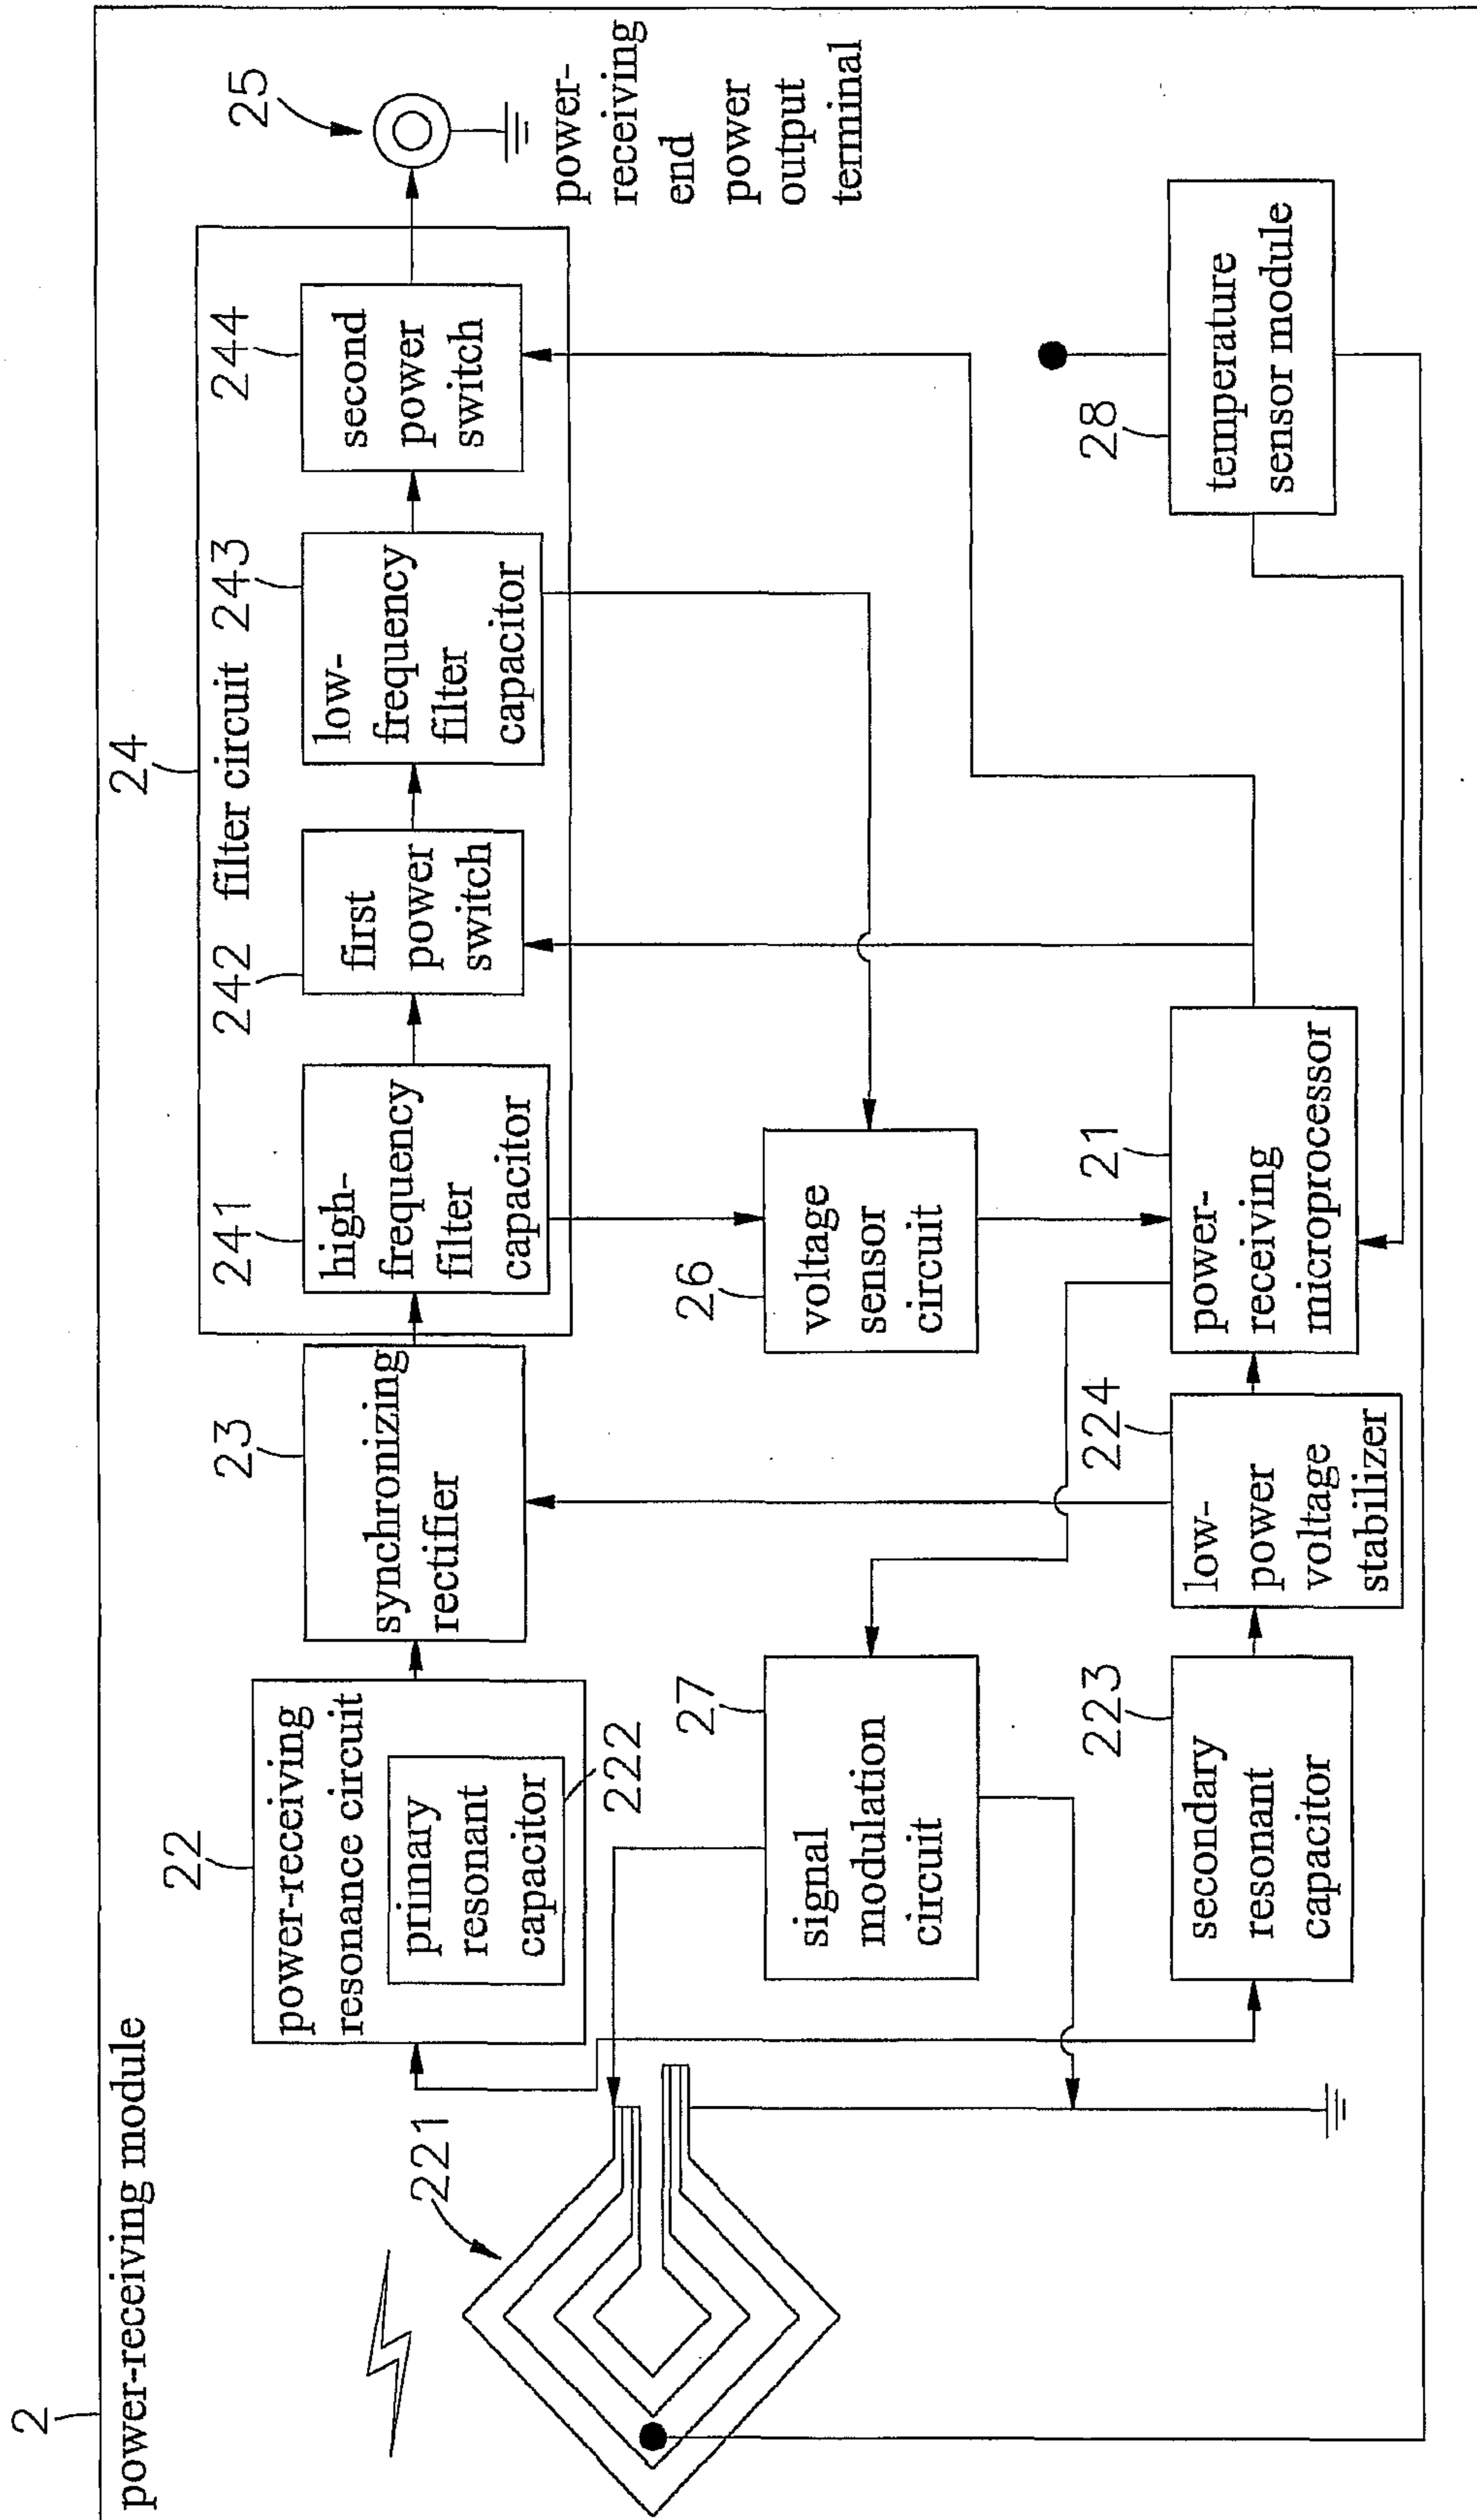 2
power-receiving module
221
22
power-receiving
resonance circuit
primary
resonant
capacitor
222
23
synchronizing
rectifier
24
filter circuit
241
high-
frequency
filter
capacitor
242
first
power
switch
243
low-
frequency
filter
capacitor
244
second
power
switch
25
power-
receiving
end
power
output
terminal
26
voltage
sensor
circuit
27
signal
modulation
circuit
223
secondary
resonant
capacitor
224
low-
power
voltage
stabilizer
21
power-
receiving
microprocessor
28
temperature
sensor module